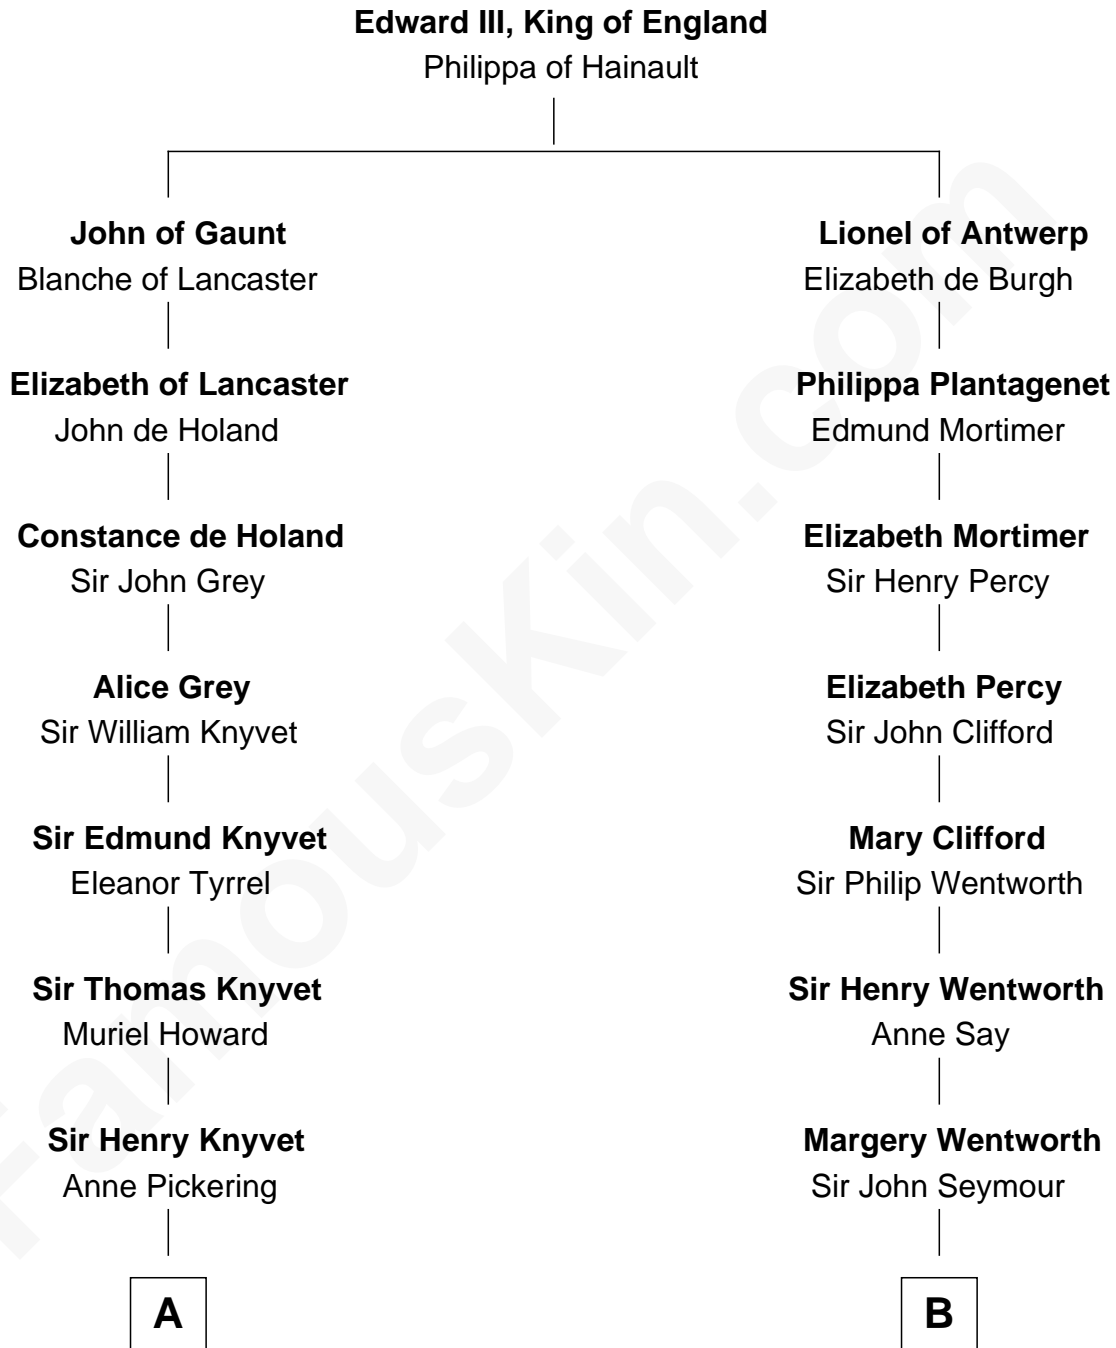 Edward III, King of England
Philippa of Hainault
John of Gaunt
Blanche of Lancaster
Lionel of Antwerp
Elizabeth de Burgh
Elizabeth of Lancaster
John de Holand
Philippa Plantagenet
Edmund Mortimer
Constance de Holand
Sir John Grey
Elizabeth Mortimer
Sir Henry Percy
Alice Grey
Sir William Knyvet
Elizabeth Percy
Sir John Clifford
Sir Edmund Knyvet
Eleanor Tyrrel
Mary Clifford
Sir Philip Wentworth
Sir Thomas Knyvet
Muriel Howard
Sir Henry Wentworth
Anne Say
Sir Henry Knyvet
Anne Pickering
Margery Wentworth
Sir John Seymour
A
B
FamousKin.com